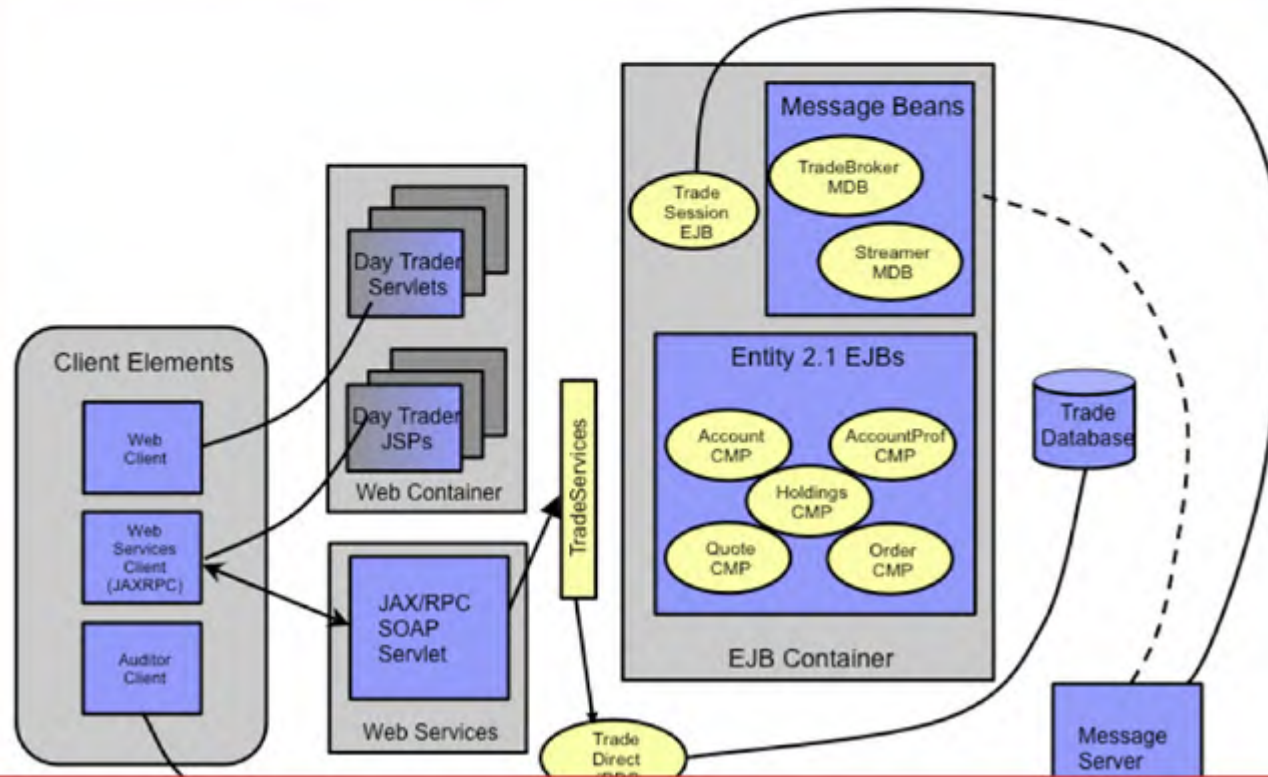 Message Beans
TradeBroker
MDB
Trade
Session
EJB
Streamer
MDB
Day Trader
Servlets
Client Elements
Web
Client
Day Trader
JSPs
Web Container
Web
Services
Client
(JAXRPC)
Auditor
Client
JAX/RPC
SOAP
Servlet
Web Services
TradeServices
Entity 2.1 EJBs
Account
CMP
AccountProf
CMP
Holdings
CMP
Quote
CMP
Order
CMP
EJB Container
Trade
Database
Trade
Direct
Message
Server